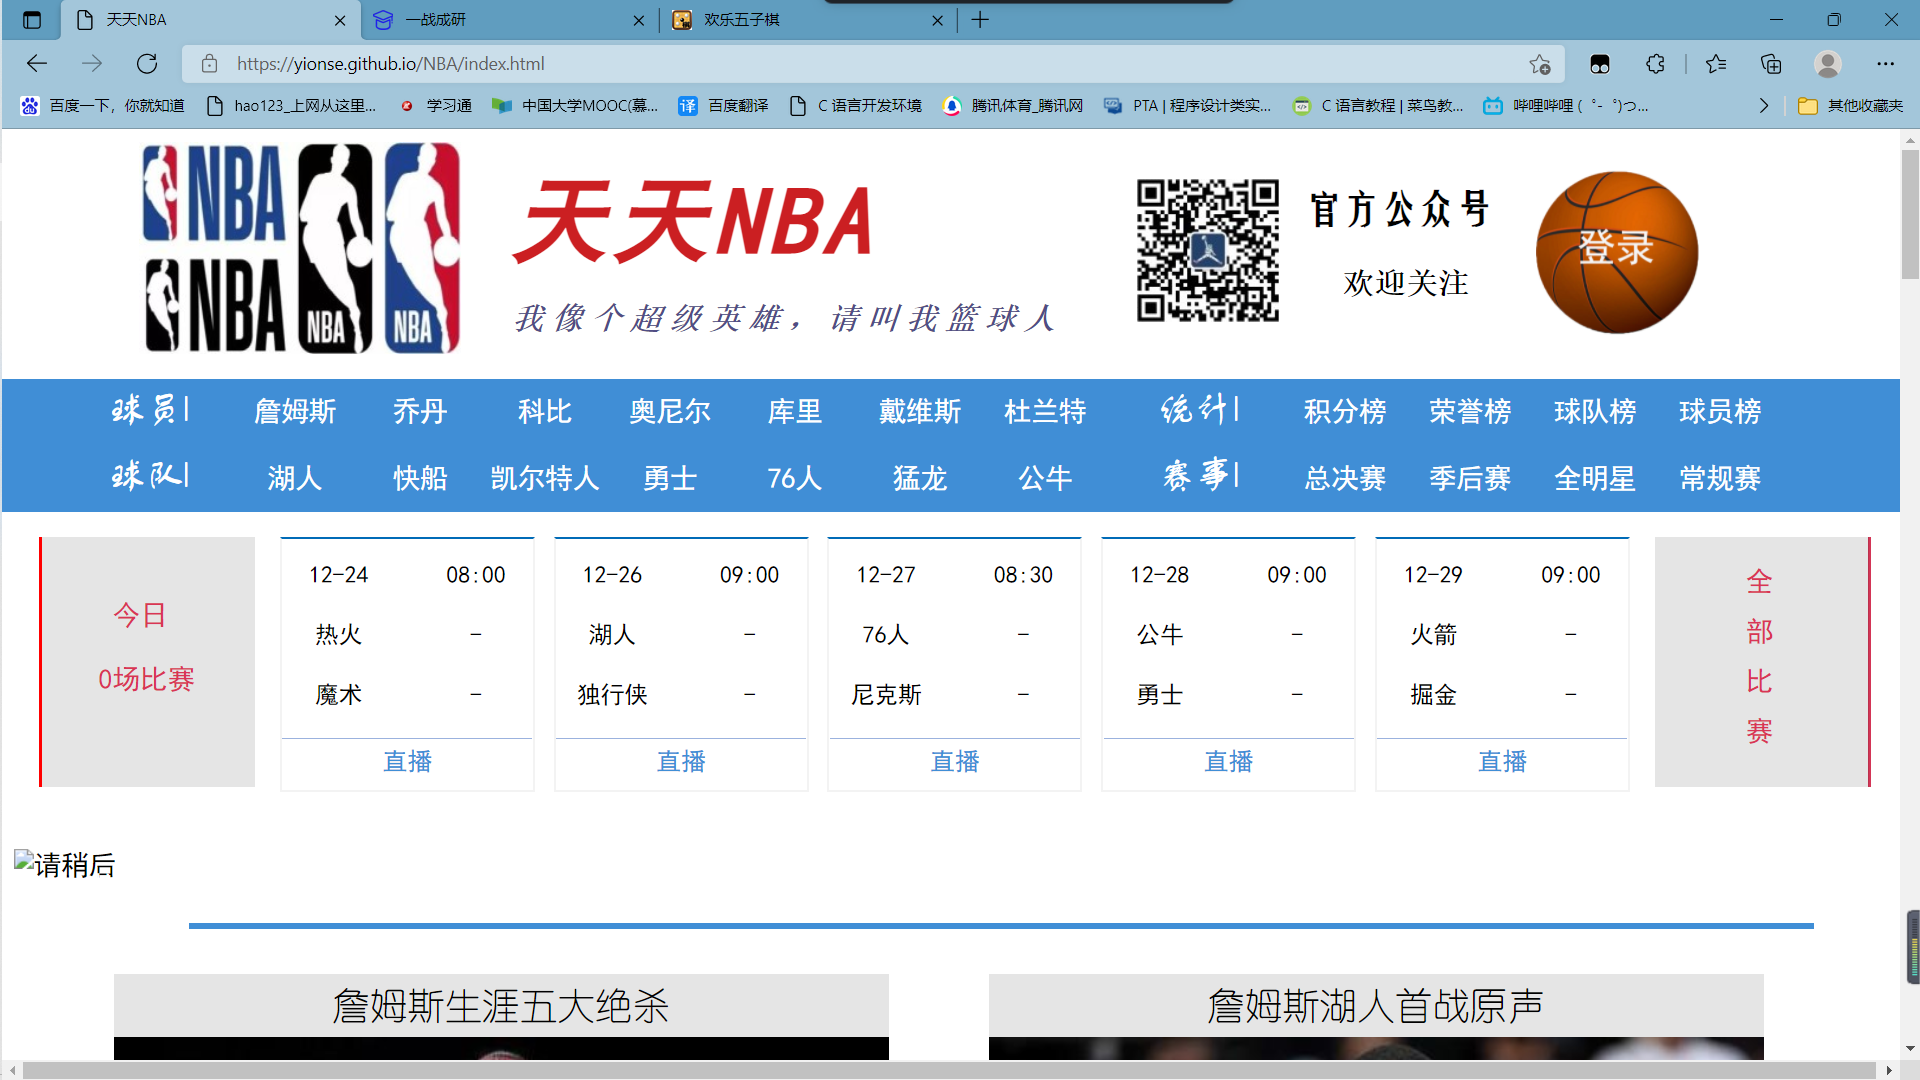 天天NBA
一战成研
欢乐五子棋
https://yionse.github.io/NBA/index.html
百度一下，你就知道
hao123_上网从这里...
学习通
中国大学MOOC(慕...
译
百度翻译
C 语言开发环境
腾讯体育_腾讯网
PTA | 程序设计类实...
C 语言教程 | 菜鸟教...
哔哩哔哩 ( ゜- ゜)つ...
其他收藏夹
NBA
NBA
NBA
NBA
天天NBA
我像个超级英雄，请叫我篮球人
官方公众号
欢迎关注
登录
球员| 詹姆斯 乔丹 科比 奥尼尔 库里 戴维斯 杜兰特 统计| 积分榜 荣誉榜 球队榜 球员榜
球队| 湖人 快船 凯尔特人 勇士 76人 猛龙 公牛 赛事| 总决赛 季后赛 全明星 常规赛
今日
0场比赛
12-24 08:00
热火 -
魔术 -
直播
12-26 09:00
湖人 -
独行侠 -
直播
12-27 08:30
76人 -
尼克斯 -
直播
12-28 09:00
公牛 -
勇士 -
直播
12-29 09:00
火箭 -
掘金 -
直播
全
部
比
赛
请稍后
詹姆斯生涯五大绝杀
詹姆斯湖人首战原声